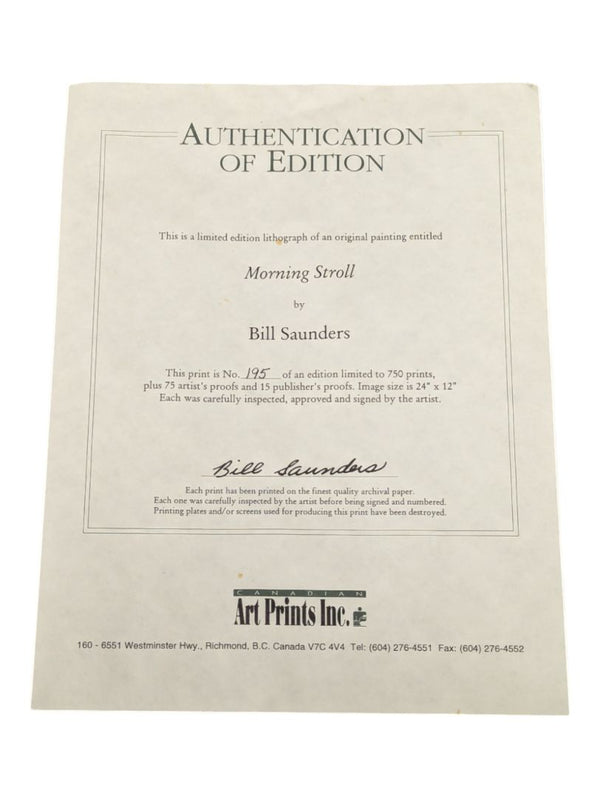 AUTHENTICATION
OF EDITION
This is a limited edition lithograph of an original painting entitled
Morning Stroll
by
Bill Saunders
This print is No. 195 of an edition limited to 750 prints,
plus 75 artist's proofs and 15 publisher's proofs. Image size is 24" x 12"
Each was carefully inspected, approved and signed by the artist.
Bill Saunders
Each print has been printed on the finest quality archival paper.
Each one was carefully inspected by the artist before being signed and numbered.
Printing plates and/or screens used for producing this print have been destroyed.
CANADIAN
Art Prints Inc.
160 - 6551 Westminster Hwy., Richmond, B.C. Canada V7C 4V4 Tel: (604) 276-4551 Fax: (604) 276-4552